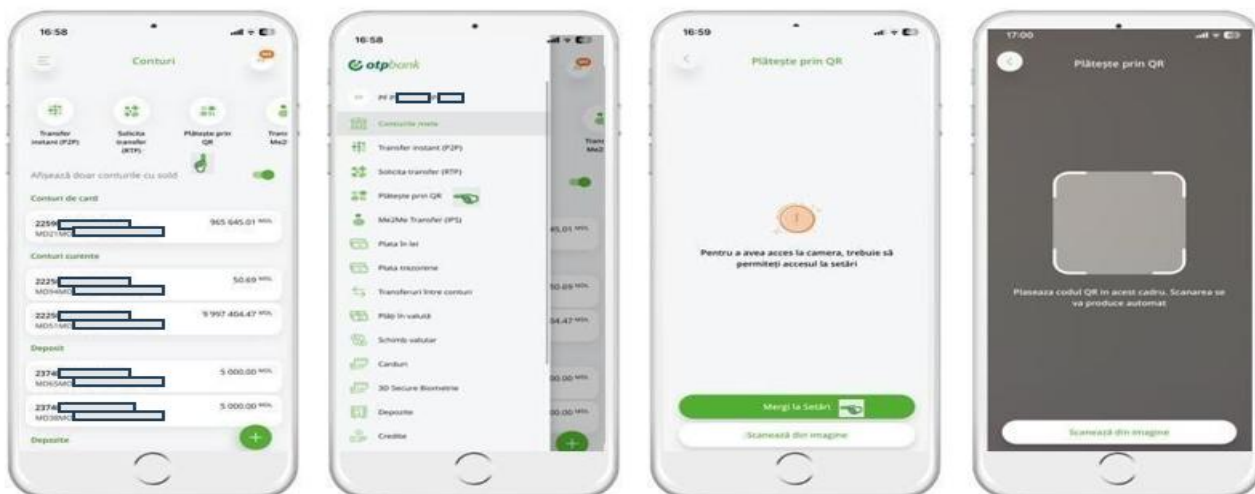 16:58
Conturi
Transfer
instant (P2P)
Solicita
transfer
(RTP)
Plătește prin
QR
Afișează doar conturile cu sold
Conturi de card
2259
965 645.01 MDL
MD21MO
Conturi curente
2225
50.69 MDL
MD94MO
2225
9 997 404.47 MDL
MD51MO
Deposit
2374
5 000.00 MDL
MD65MO
2374
5 000.00 MDL
Depozite
16:58
otpbank
PF P
Conturile mele
Transfer instant (P2P)
Solicita transfer (RTP)
Plătește prin QR
Me2Me Transfer (IPS)
Plata în lei
Plata trezorerie
Transferuri între conturi
Plăți în valută
Schimb valutar
Carduri
3D Secure Biometrie
Depozite
Credite
16:59
Plătește prin QR
Pentru a avea acces la camera, trebuie să
permiteți accesul la setări
Mergi la Setări
Scanează din imagine
17:00
Plătește prin QR
Plaseaza codul QR in acest cadru. Scanarea se
va produce automat
Scanează din imagine